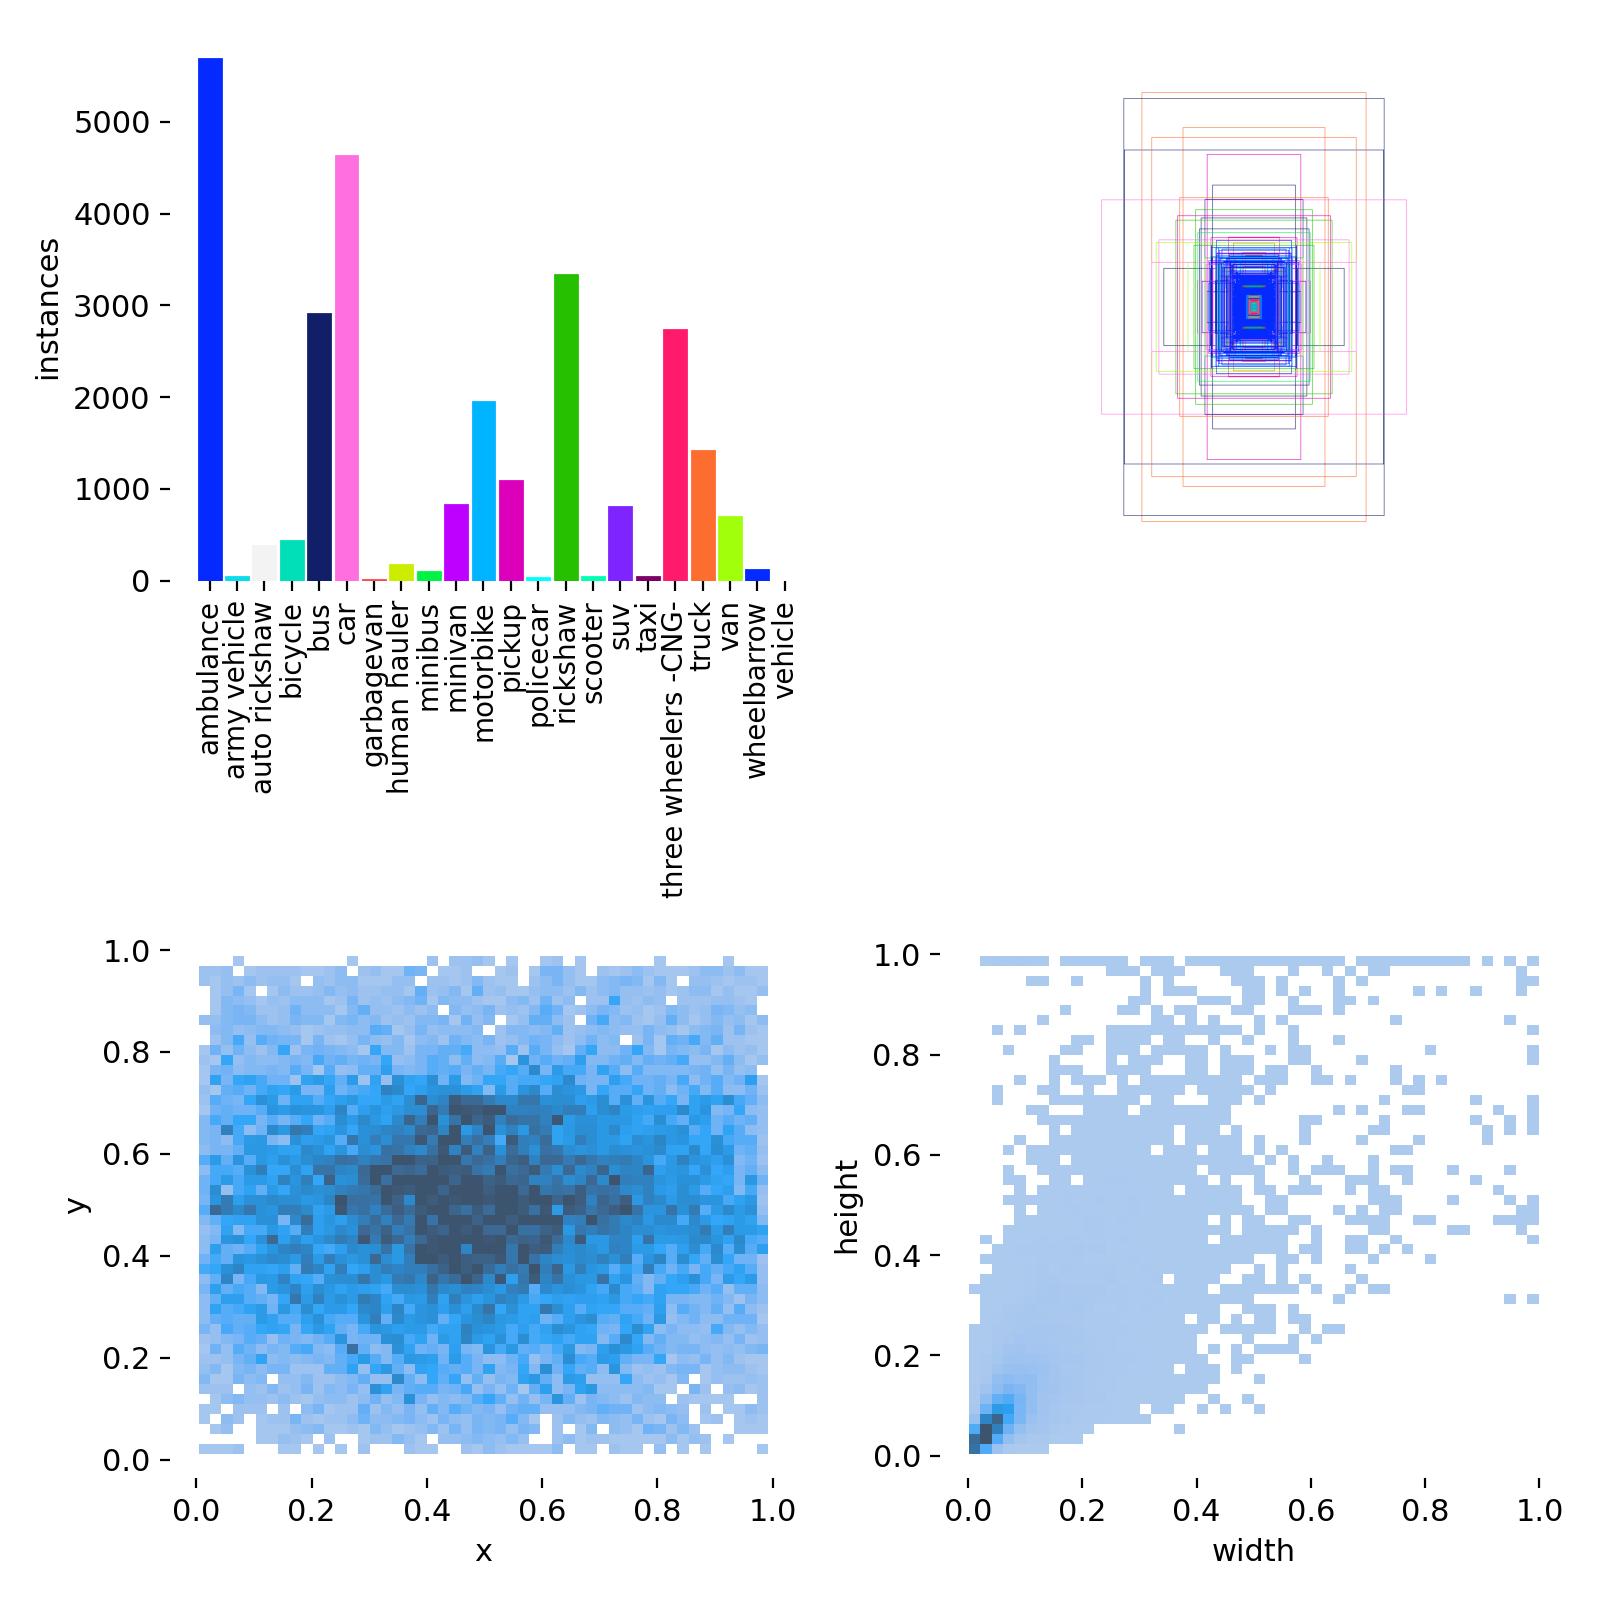 instances
5000
4000
3000
2000
1000
0
ambulance
army vehicle
auto rickshaw
bicycle
bus
car
garbagevan
human hauler
minibus
minivan
motorbike
pickup
policecar
rickshaw
scooter
suv
taxi
three wheelers -CNG-
truck
van
wheelbarrow
vehicle
y
1.0
0.8
0.6
0.4
0.2
0.0
0.0 0.2 0.4 0.6 0.8 1.0
x
height
1.0
0.8
0.6
0.4
0.2
0.0
0.0 0.2 0.4 0.6 0.8 1.0
width